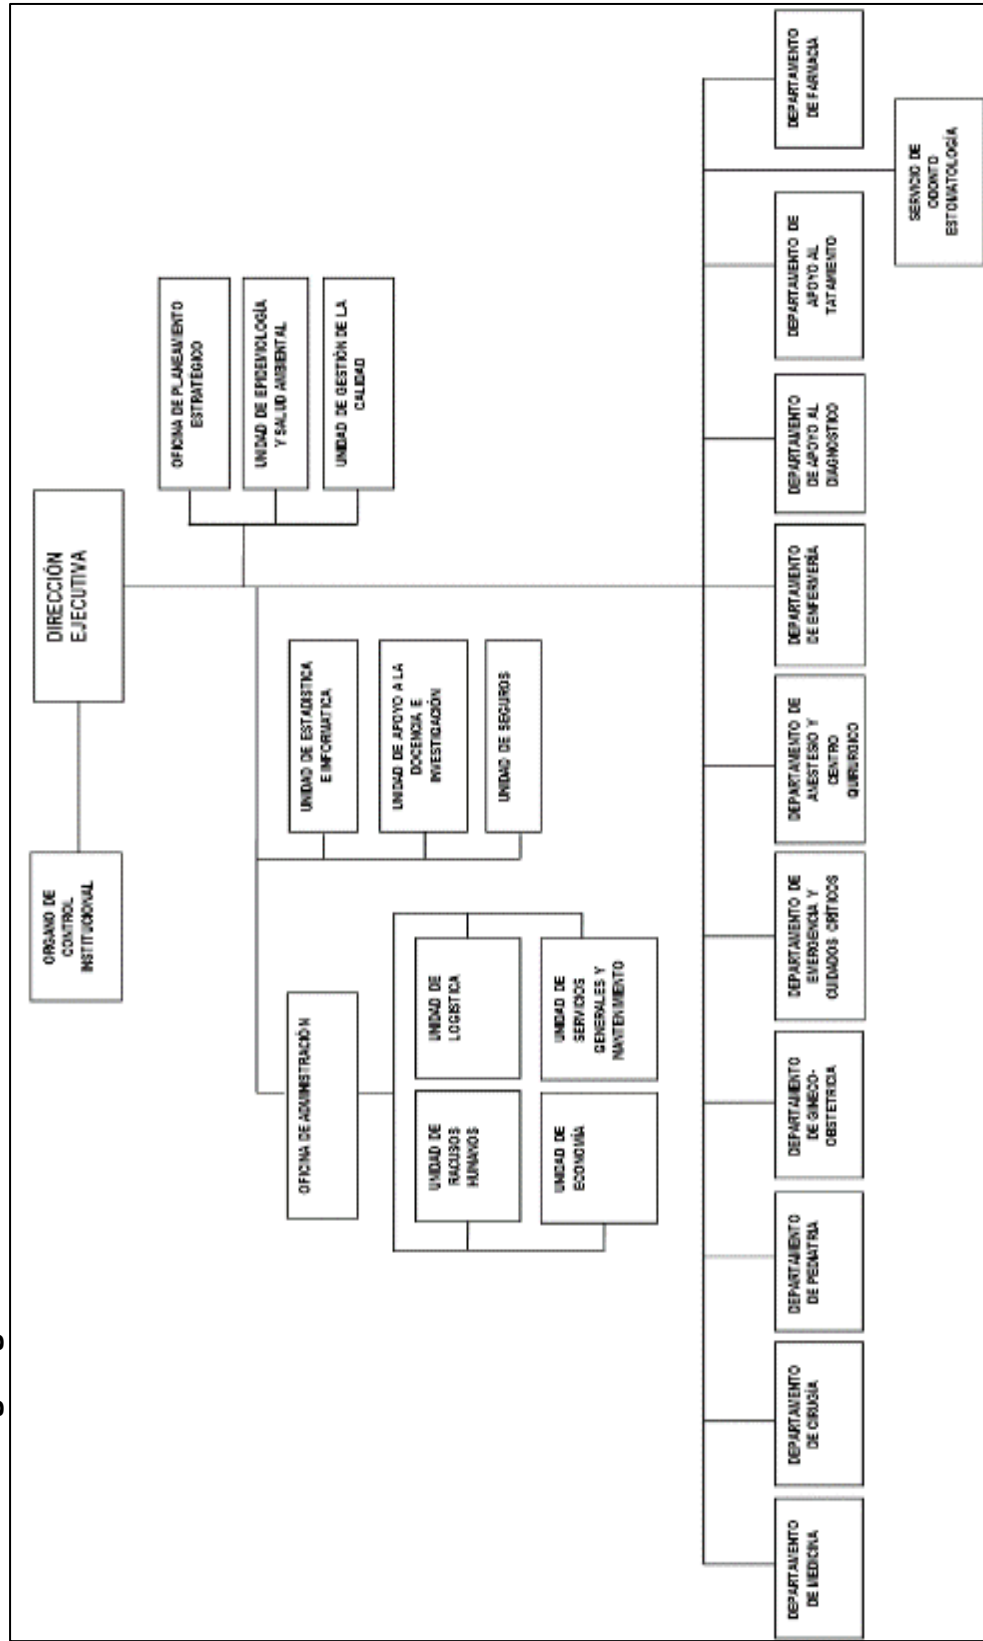 DIRECCIÓN
EJECUTIVA
ORGANO DE
CONTROL
INSTITUCIONAL
OFICINA DE PLANEAMIENTO
ESTRATÉGICO
UNIDAD DE EPIDEMIOLOGÍA
Y SALUD AMBIENTAL
UNIDAD DE GESTIÓN DE LA
CALIDAD
UNIDAD DE ESTADISTICA
E INFORMATICA
UNIDAD DE APOYO A LA
DOCENCIA E
INVESTIGACIÓN
UNIDAD DE SEGUROS
OFICINA DE ADMINISTRACIÓN
UNIDAD DE
RACUSOS
HUMANOS
UNIDAD DE
LOGISTICA
UNIDAD DE
ECONOMÍA
UNIDAD DE
SERVICIOS
GENERALES Y
MANTENIMIENTO
DEPARTAMENTO
DE MEDICINA
DEPARTAMENTO
DE CIRUGÍA
DEPARTAMENTO
DE PEDIATRIA
DEPARTAMENTO
DE GINECO-
OBSTETRICIA
DEPARTAMENTO DE
EMERGENCIA Y
CUIDADOS CRÍTICOS
DEPARTAMENTO DE
ANESTESIO Y
CENTRO
QUIRURGICO
DEPARTAMENTO
DE ENFERMERÍA
DEPARTAMENTO
DE APOYO AL
DIAGNOSTICO
DEPARTAMENTO DE
APOYO AL
TATAMIENTO
SERVICIO DE
ODONTO
ESTOMATOLOGÍA
DEPARTAMENTO
DE FARMACIA